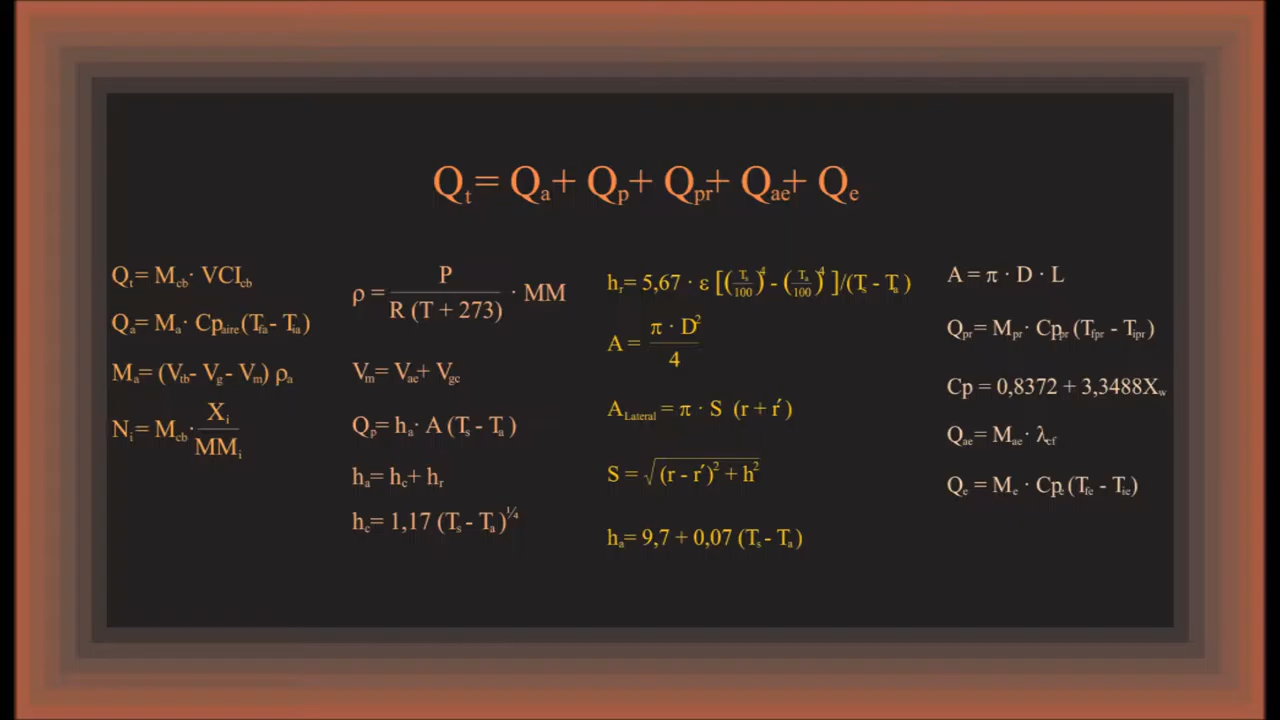 Qt= Qa+ Qp+ Qpr+ Qae+ Qe
Qt= Mcb· VCIcb
Qa= Ma· Cpaire(Tfa- Tia)
Ma= (Vtb- Vg- Vm) ρa
Ni= Mcb· Xi/MMi
ρ = P/R (T + 273) · MM
Vm= Vac+ Vgc
Qp= ha· A (Ts - Ta )
ha= hc+ hr
hc= 1,17 (Ts- Ta )¼
hr= 5,67 · ε [(Ts/100)⁴ - (Ta/100)⁴ ]/(Ts - Ta )
A = π · D²/4
ALateral = π · S (r + r´)
S = √(r - r´)² + h²
ha= 9,7 + 0,07 (Ts- Ta )
A = π · D · L
Qpr= Mpr · Cppr (Tfpr - Tipr)
Cp = 0,8372 + 3,3488Xw
Qae= Mae · λcf
Qe = Me · Cpe (Tfe - Tie)